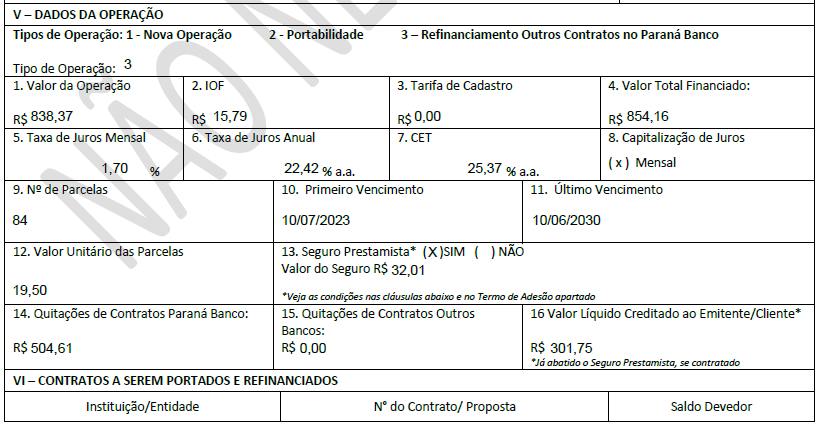 V – DADOS DA OPERAÇÃO
Tipos de Operação: 1 - Nova Operação 2 - Portabilidade 3 – Refinanciamento Outros Contratos no Paraná Banco
Tipo de Operação: 3
1. Valor da Operação 2. IOF 3. Tarifa de Cadastro 4. Valor Total Financiado:
R$ 838,37 R$ 15,79 R$ 0,00 R$ 854,16
5. Taxa de Juros Mensal 6. Taxa de Juros Anual 7. CET 8. Capitalização de Juros
1,70 % 22,42 % a.a. 25,37 % a.a. ( x ) Mensal
9. Nº de Parcelas 10. Primeiro Vencimento 11. Último Vencimento
84 10/07/2023 10/06/2030
12. Valor Unitário das Parcelas 13. Seguro Prestamista* ( X )SIM ( ) NÃO
Valor do Seguro R$ 32,01
19,50
*Veja as condições nas cláusulas abaixo e no Termo de Adesão apartado
14. Quitações de Contratos Paraná Banco: 15. Quitações de Contratos Outros Bancos: 16 Valor Líquido Creditado ao Emitente/Cliente*
R$ 504,61 R$ 0,00 R$ 301,75
*Já abatido o Seguro Prestamista, se contratado
VI – CONTRATOS A SEREM PORTADOS E REFINANCIADOS
Instituição/Entidade N° do Contrato/ Proposta Saldo Devedor
NÃO